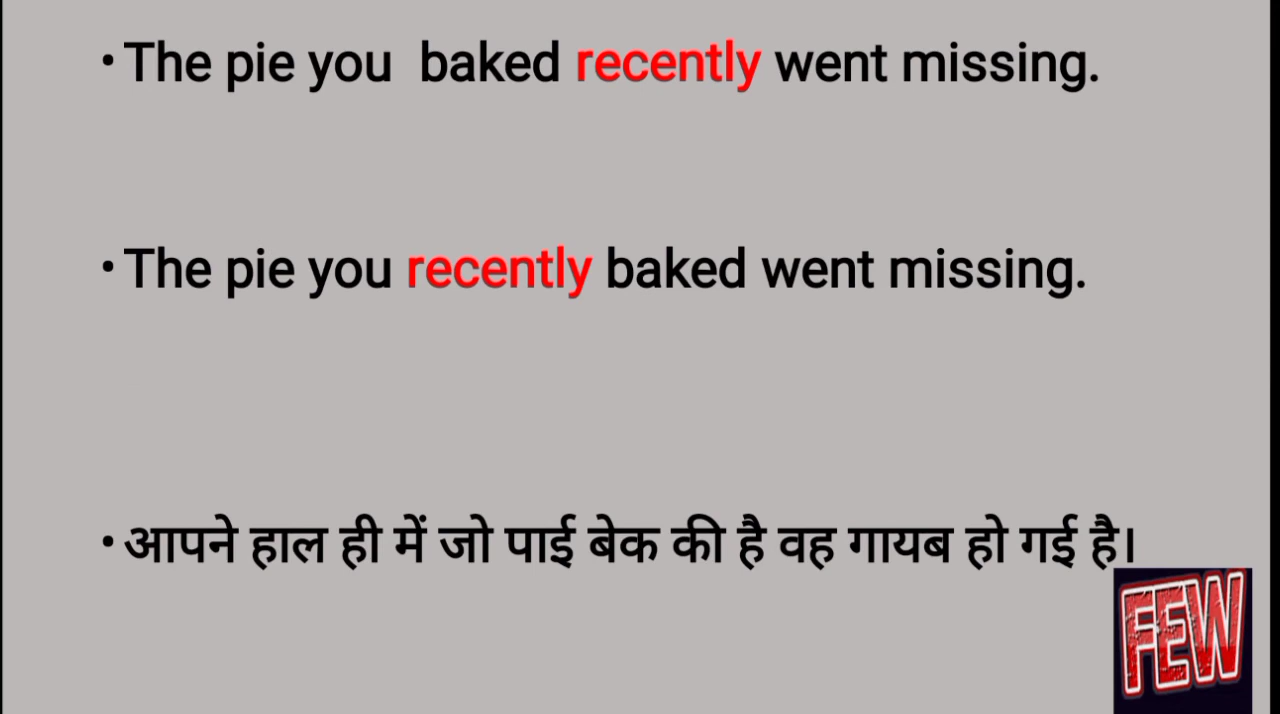 • The pie you  baked recently went missing.
• The pie you recently baked went missing.
• आपने हाल ही में जो पाई बेक की है वह गायब हो गई है।
FEW